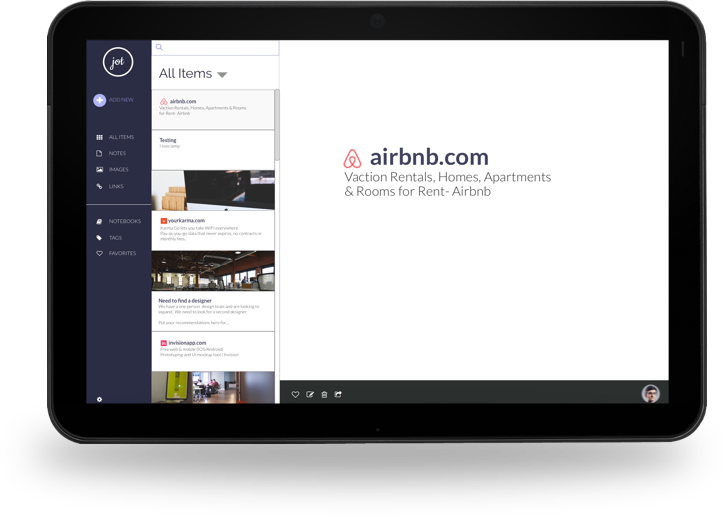 jot
ADD NEW
ALL ITEMS
NOTES
IMAGES
LINKS
NOTEBOOKS
TAGS
FAVORITES
All Items
airbnb.com
Vaction Rentals, Homes, Apartments & Rooms
for Rent- Airbnb
Testing
yourkarma.com
Karma Go lets you take WiFi everywhere.
Pay-as-you-go data that never expires. no contracts or
monthly fees.
Need to find a designer
We have a one person design team and are looking to
expand. We need to look for a second designer.
Put your recommendations here for...
in
invisionapp.com
Free web & mobile (iOS/Android)
Prototyping and UI mockup tool | Invision
airbnb.com
Vaction Rentals, Homes, Apartments
& Rooms for Rent- Airbnb